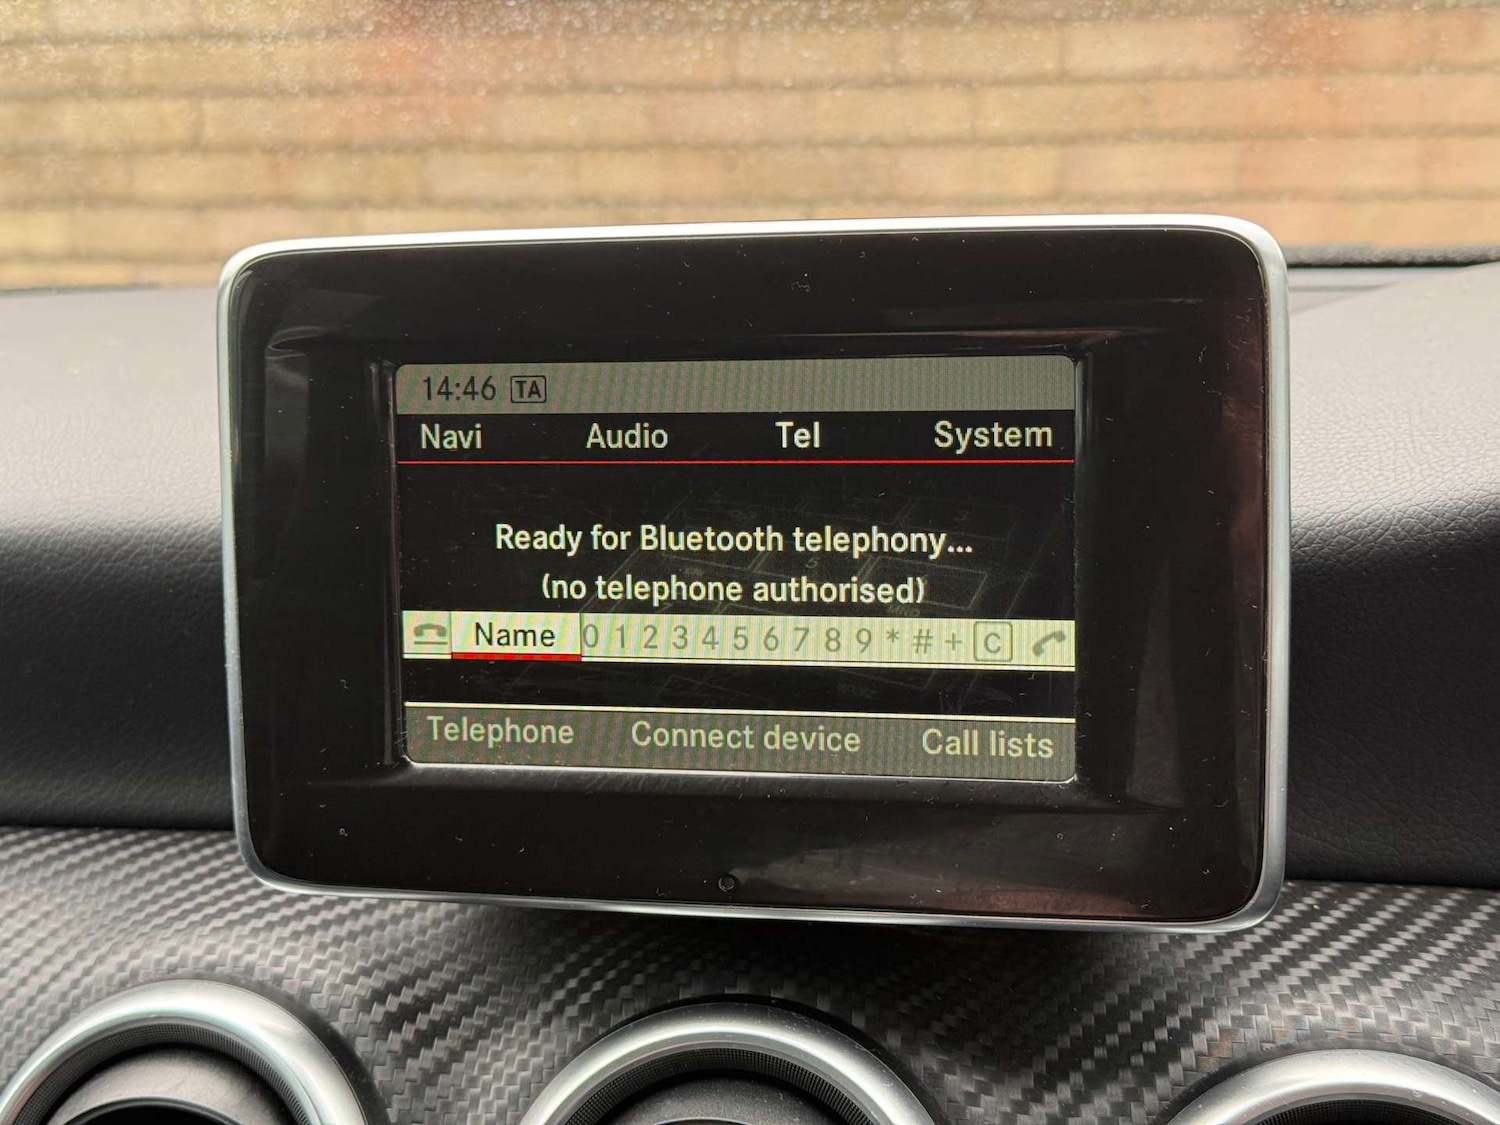 14:46 TA
Navi Audio Tel System
Ready for Bluetooth telephony...
(no telephone authorised)
Name 0 1 2 3 4 5 6 7 8 9 * # + C
Telephone Connect device Call lists